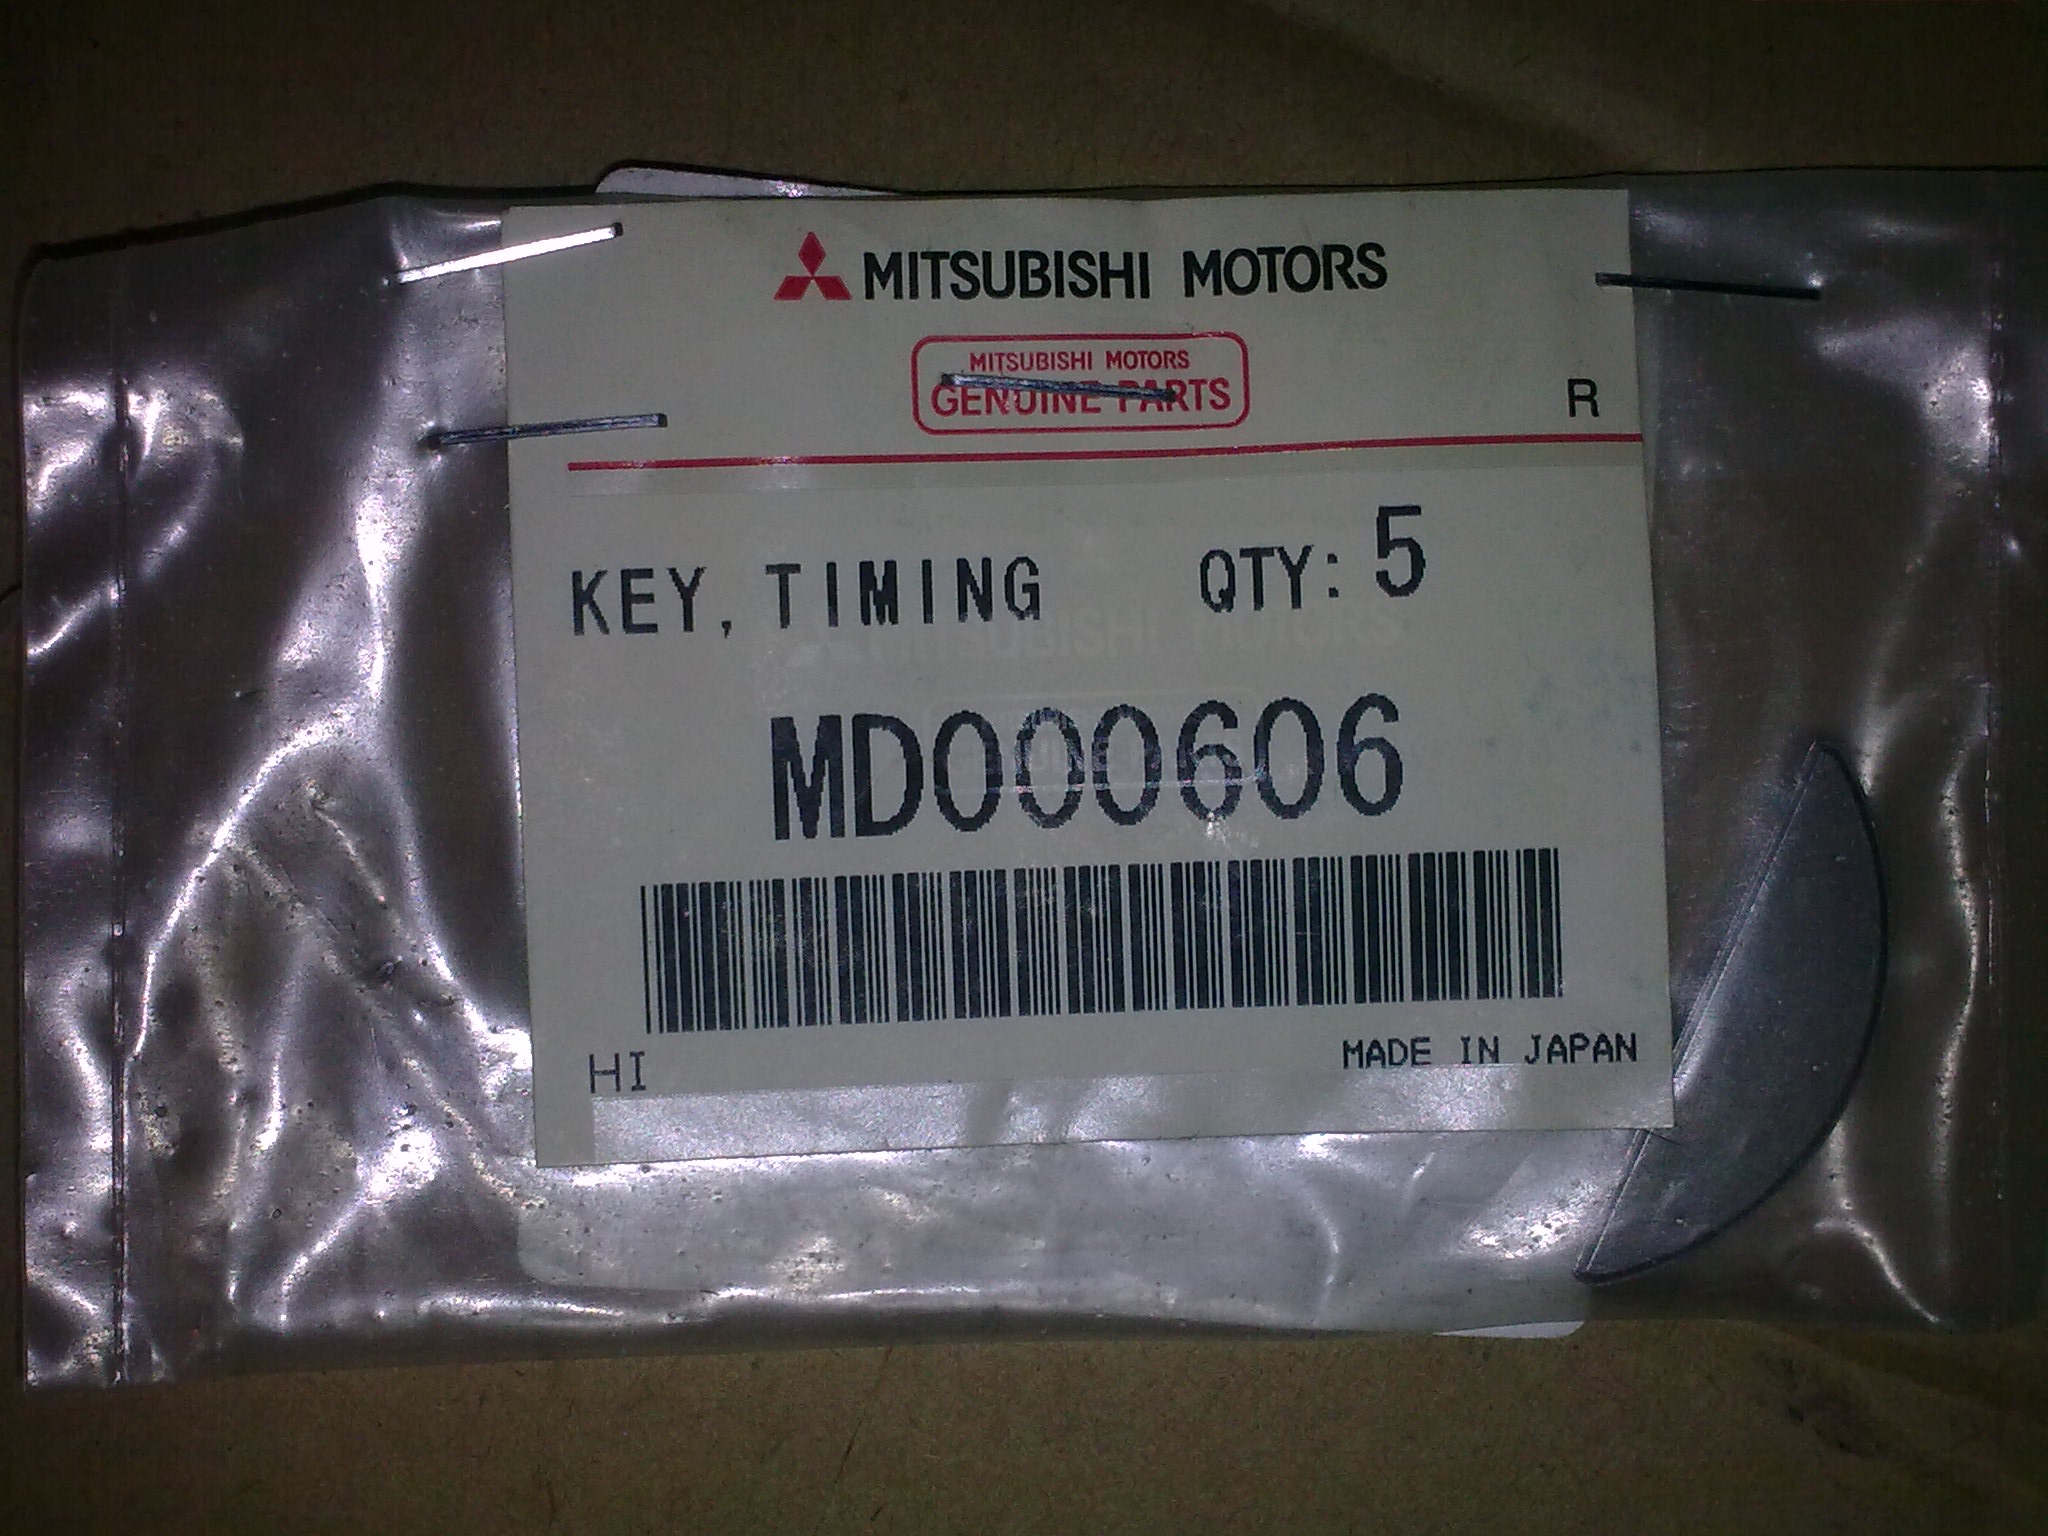 MITSUBISHI MOTORS
MITSUBISHI MOTORS
GENUINE PARTS
R
KEY, TIMING QTY: 5
MD000606
HI
MADE IN JAPAN